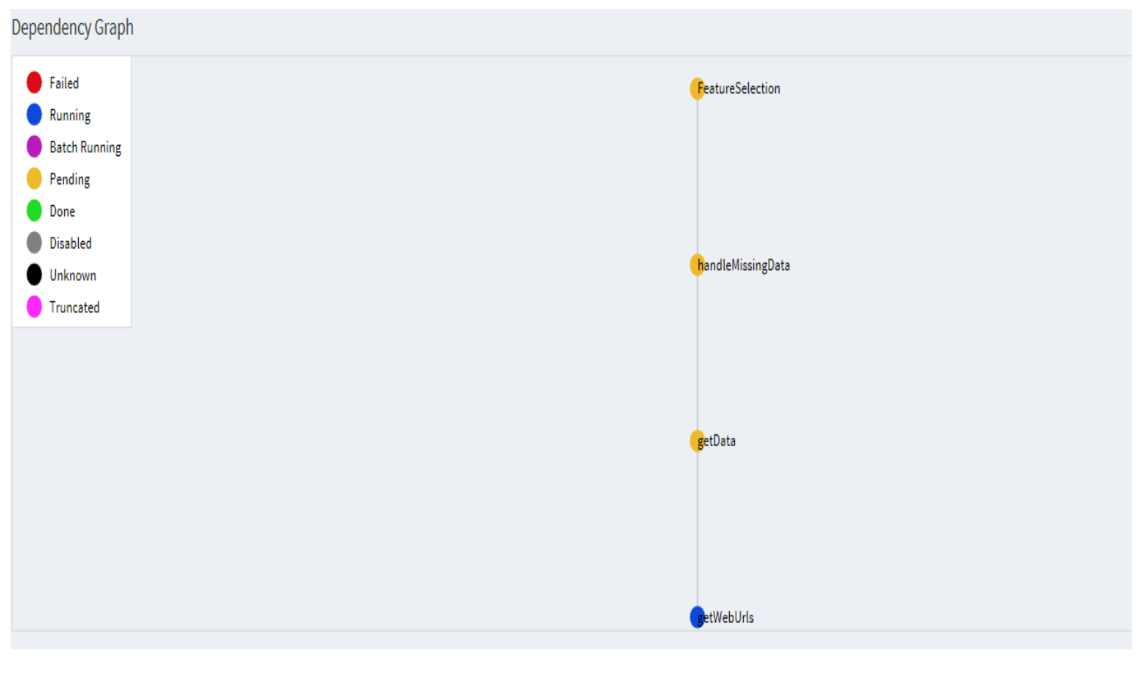 Dependency Graph
Failed
Running
Batch Running
Pending
Done
Disabled
Unknown
Truncated
FeatureSelection
handleMissingData
getData
getWebUrls